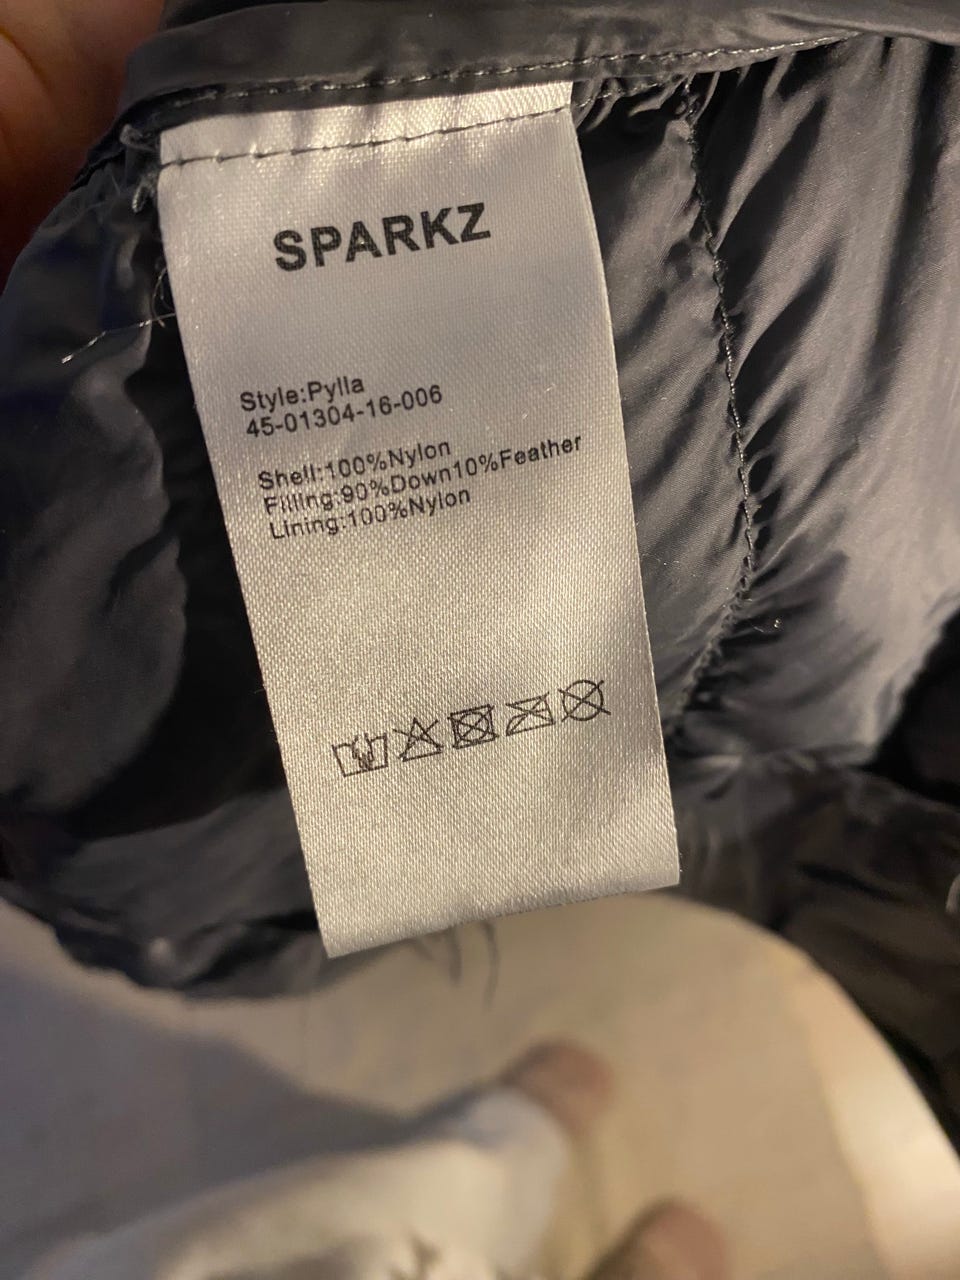 SPARKZ
Style:Pylla
45-01304-16-006
Shell:100%Nylon
Filling:90%Down10%Feather
Lining:100%Nylon